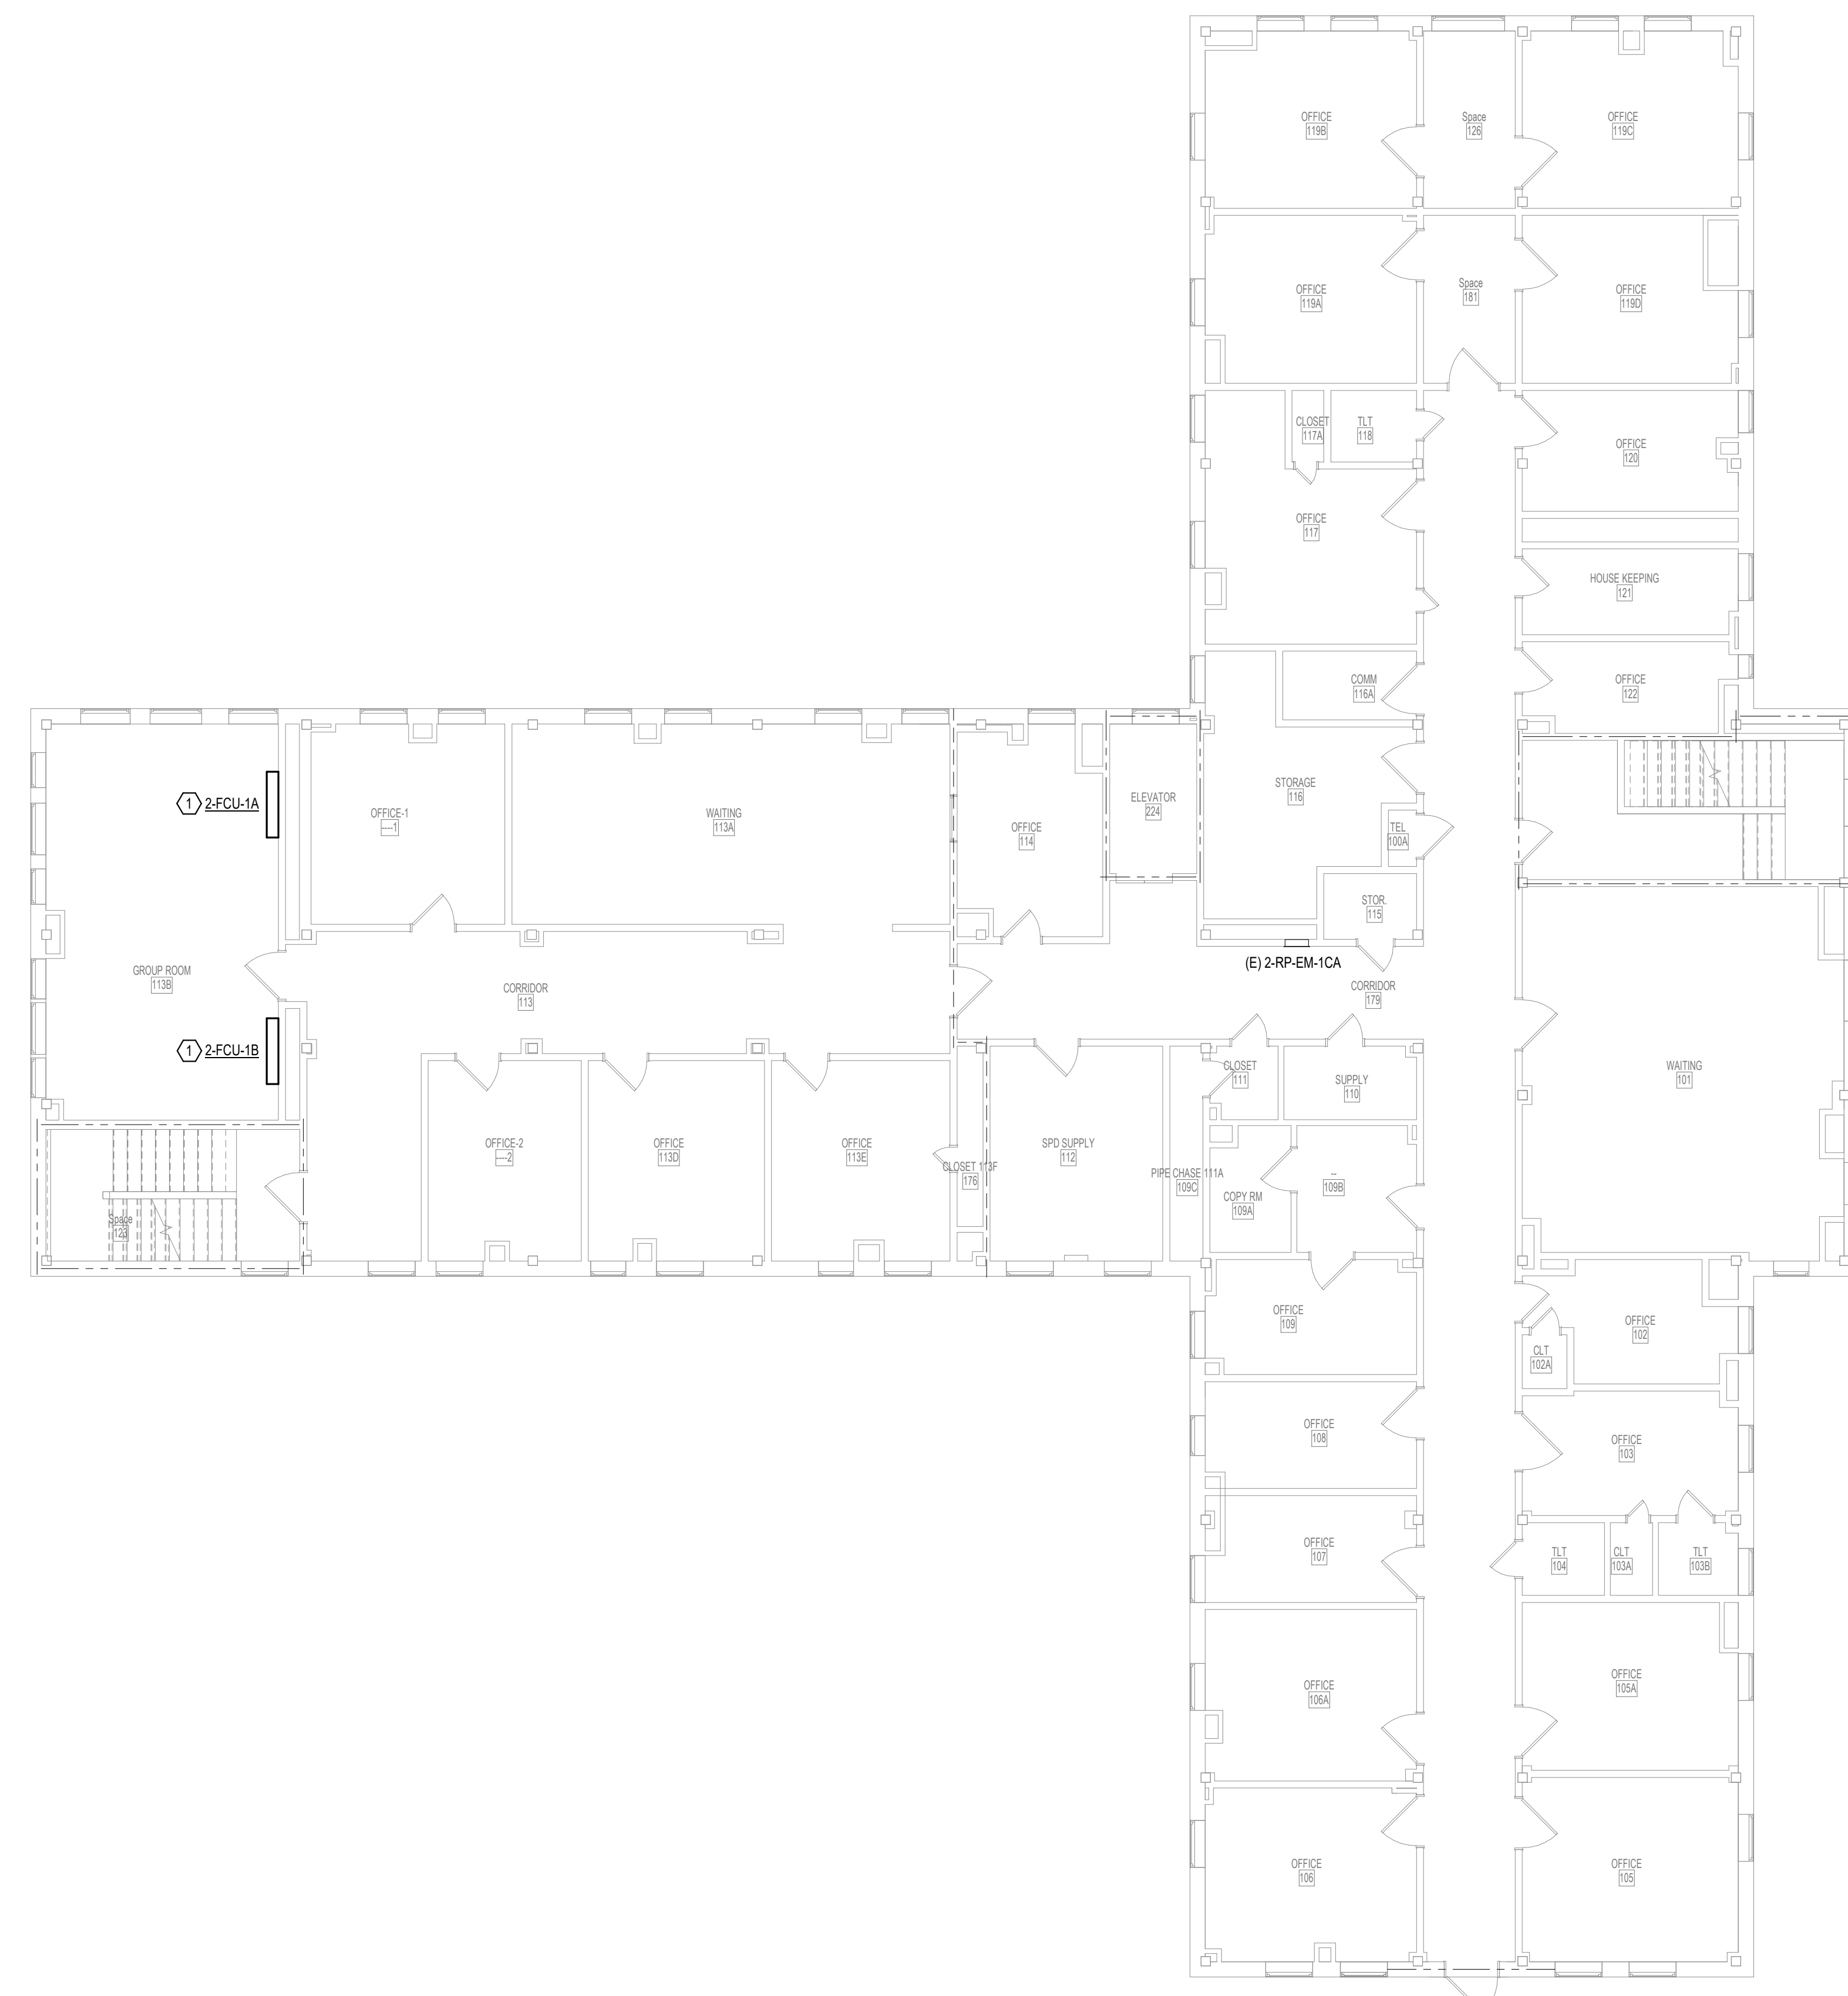 OFFICE
119B
Space
126
OFFICE
119C
OFFICE
119A
Space
181
OFFICE
119D
CLOSET
117A
TLT
118
OFFICE
120
OFFICE
117
HOUSE KEEPING
121
COMM
116A
OFFICE
122
1 2-FCU-1A
OFFICE-1
----1
WAITING
113A
OFFICE
114
ELEVATOR
224
STORAGE
116
TEL
100A
STOR.
115
GROUP ROOM
113B
CORRIDOR
113
(E) 2-RP-EM-1CA
CORRIDOR
179
1 2-FCU-1B
CLOSET
111
SUPPLY
110
WAITING
101
Space
123
OFFICE-2
----2
OFFICE
113D
OFFICE
113E
CLOSET 113F
176
SPD SUPPLY
112
PIPE CHASE 111A
109C
COPY RM
109A
--
109B
OFFICE
109
OFFICE
102
CLT
102A
OFFICE
108
OFFICE
103
OFFICE
107
TLT
104
CLT
103A
TLT
103B
OFFICE
106A
OFFICE
105A
OFFICE
106
OFFICE
105